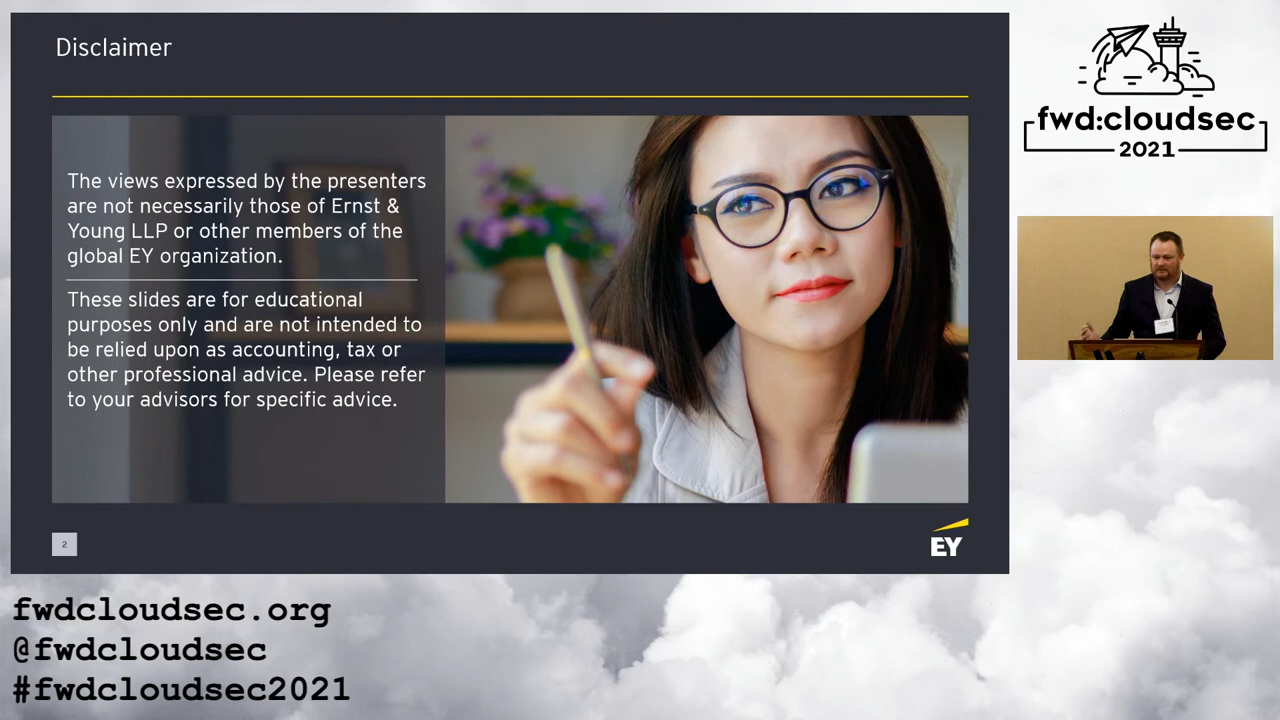 Disclaimer
The views expressed by the presenters
are not necessarily those of Ernst &
Young LLP or other members of the
global EY organization.
These slides are for educational
purposes only and are not intended to
be relied upon as accounting, tax or
other professional advice. Please refer
to your advisors for specific advice.
2
EY
fwd:cloudsec
2021
fwdcloudsec.org
@fwdcloudsec
#fwdcloudsec2021